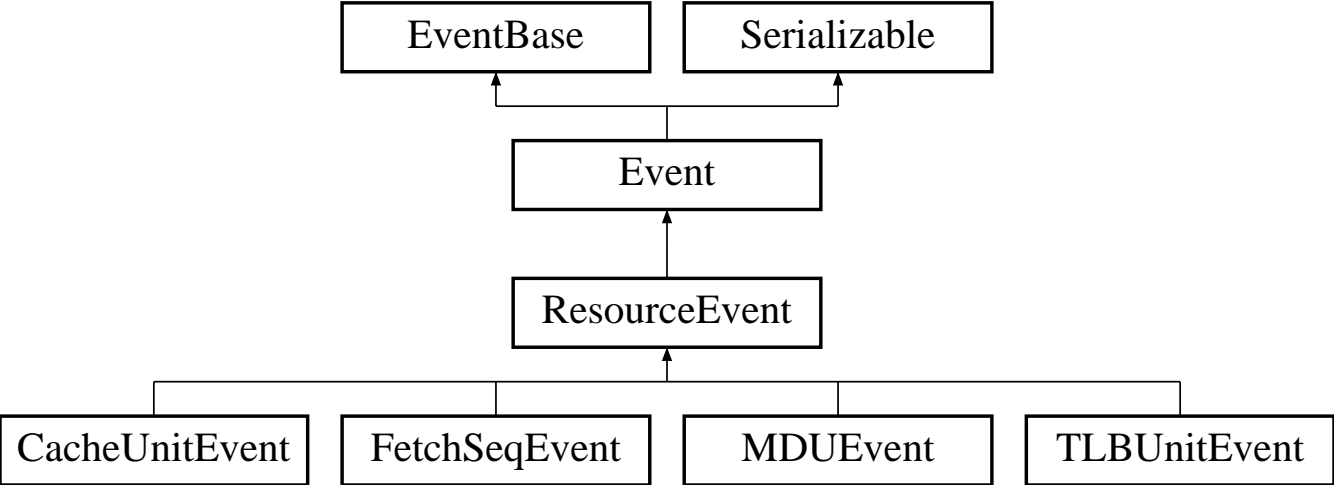 EventBase
Serializable
Event
ResourceEvent
CacheUnitEvent
FetchSeqEvent
MDUEvent
TLBUnitEvent